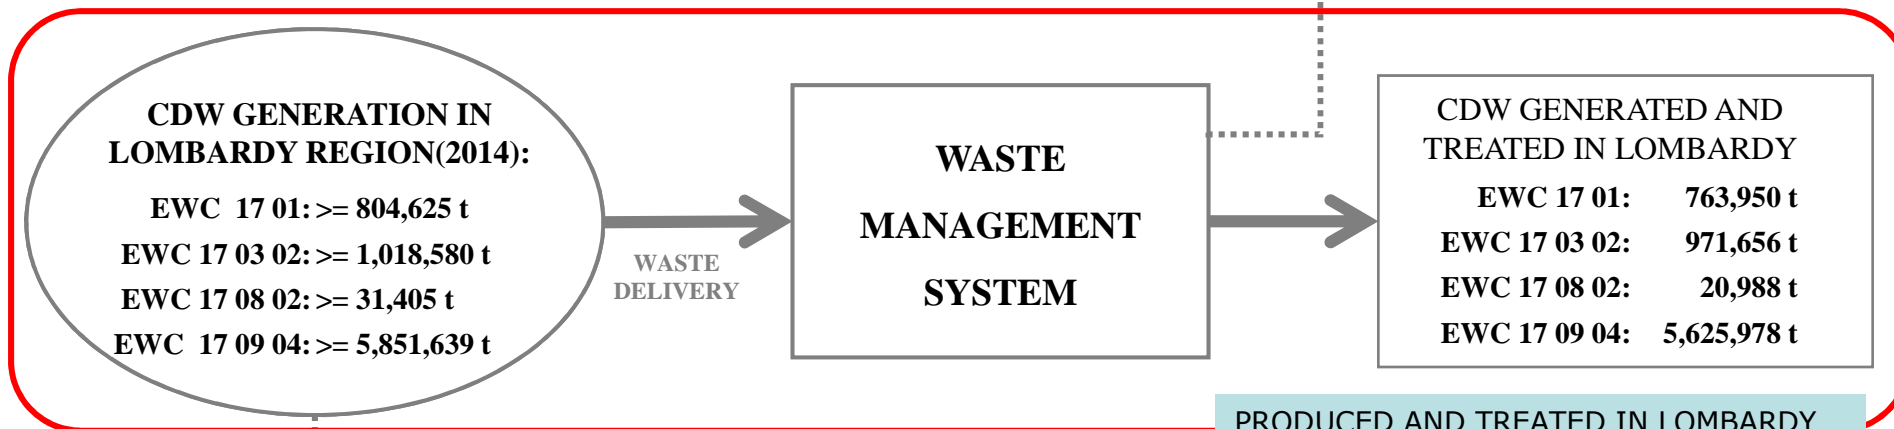 CDW GENERATION IN
LOMBARDY REGION(2014):
EWC 17 01: >= 804,625 t
EWC 17 03 02: >= 1,018,580 t
EWC 17 08 02: >= 31,405 t
EWC 17 09 04: >= 5,851,639 t
WASTE
DELIVERY
WASTE
MANAGEMENT
SYSTEM
CDW GENERATED AND
TREATED IN LOMBARDY
EWC 17 01: 763,950 t
EWC 17 03 02: 971,656 t
EWC 17 08 02: 20,988 t
EWC 17 09 04: 5,625,978 t
PRODUCED AND TREATED IN LOMBARDY